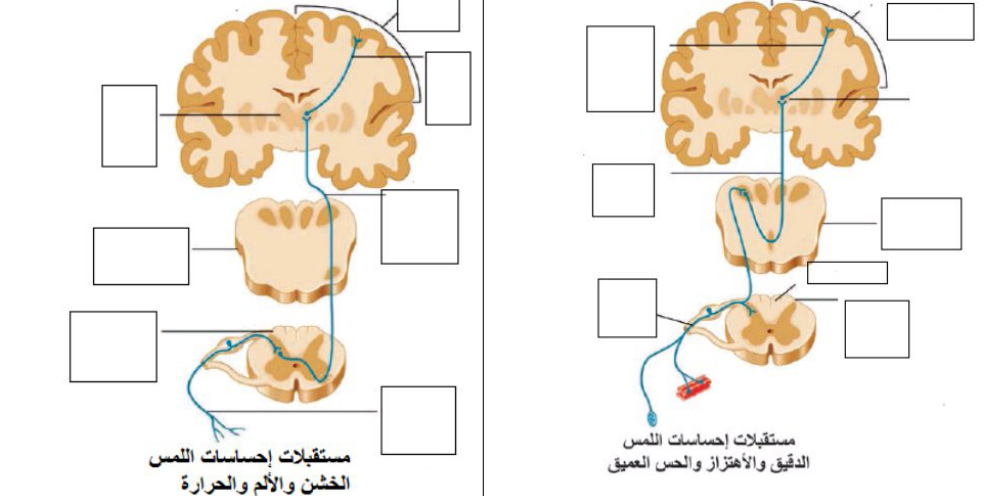 مستقبلات إحساسات اللمس
الخشن والألم والحرارة
مستقبلات إحساسات اللمس
الدقيق والأهتزاز والحس العميق